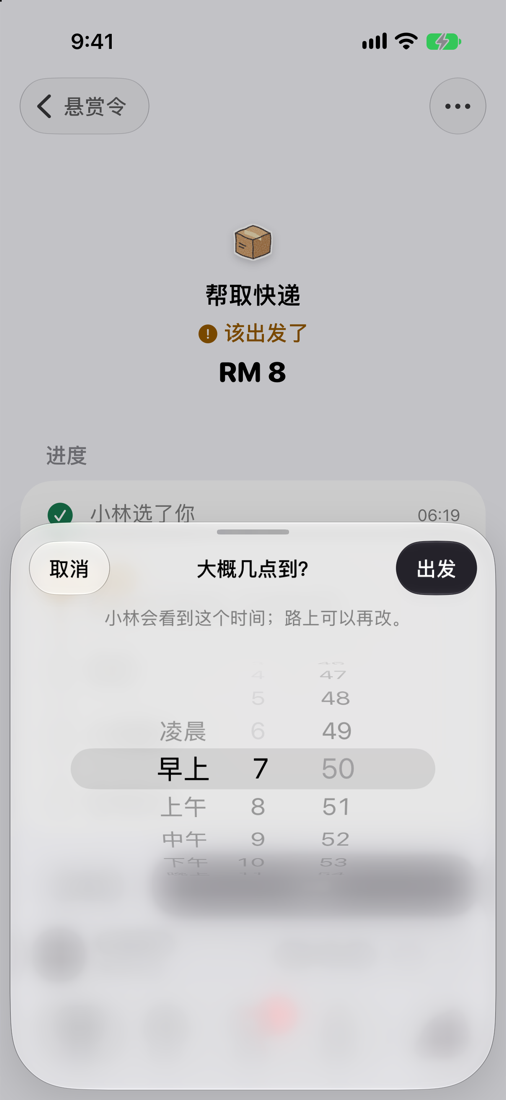 9:41
悬赏令
帮取快递
该出发了
RM 8
进度
小林选了你
06:19
取消
大概几点到?
出发
小林会看到这个时间；路上可以再改。
4 47
5 48
凌晨 6 49
早上 7 50
上午 8 51
中午 9 52
下午 10 53